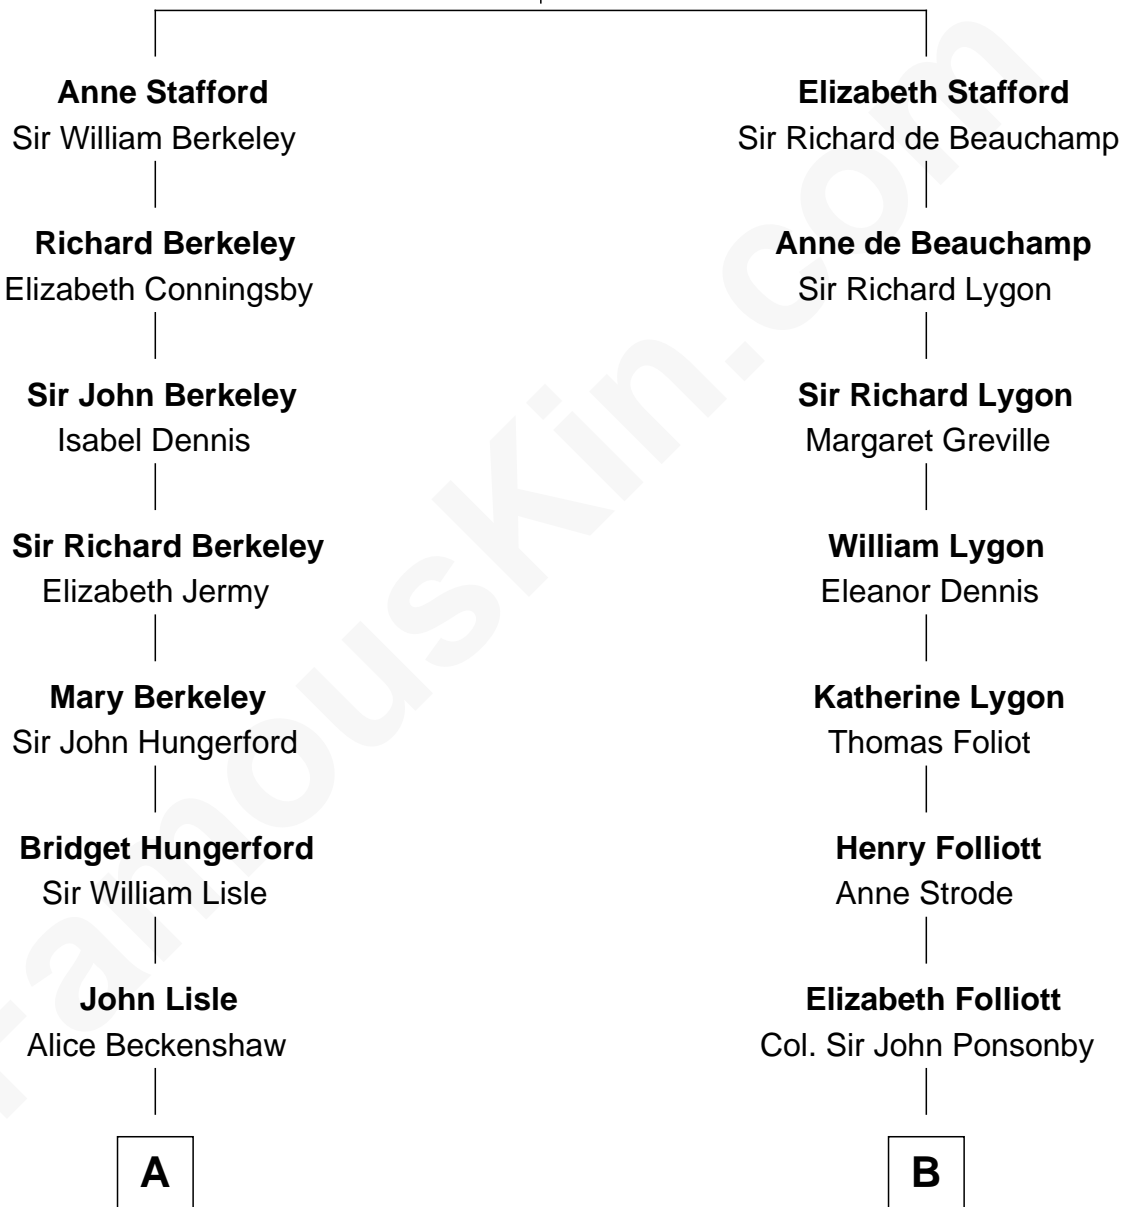 Anne Stafford
Sir William Berkeley
Richard Berkeley
Elizabeth Conningsby
Sir John Berkeley
Isabel Dennis
Sir Richard Berkeley
Elizabeth Jermy
Mary Berkeley
Sir John Hungerford
Bridget Hungerford
Sir William Lisle
John Lisle
Alice Beckenshaw
A
Elizabeth Stafford
Sir Richard de Beauchamp
Anne de Beauchamp
Sir Richard Lygon
Sir Richard Lygon
Margaret Greville
William Lygon
Eleanor Dennis
Katherine Lygon
Thomas Foliot
Henry Folliott
Anne Strode
Elizabeth Folliott
Col. Sir John Ponsonby
B
FamousKin.com